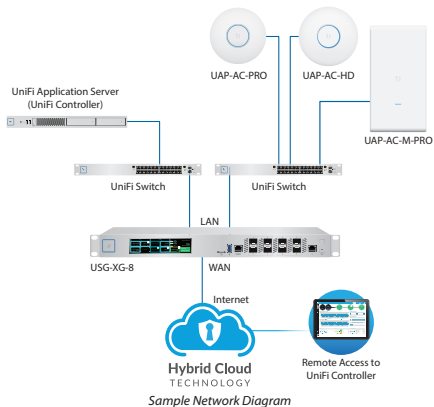 UAP-AC-PRO
UAP-AC-HD
UniFi Application Server
(UniFi Controller)
UAP-AC-M-PRO
UniFi Switch
UniFi Switch
LAN
USG-XG-8
WAN
Internet
Hybrid Cloud
TECHNOLOGY
Remote Access to
UniFi Controller
Sample Network Diagram